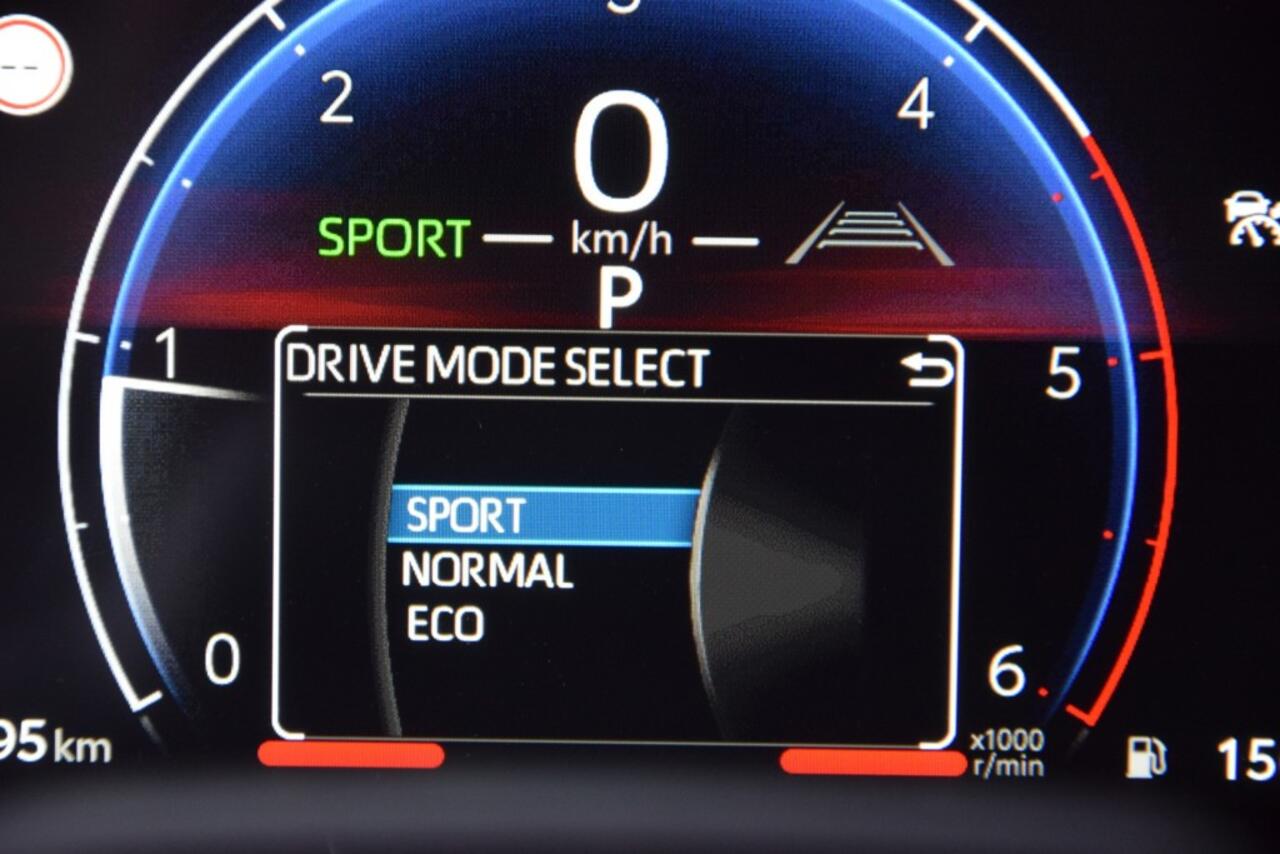 --
3
2
4
0
SPORT
km/h
P
1
5
DRIVE MODE SELECT
SPORT
NORMAL
ECO
0
6
95 km
x1000
r/min
15